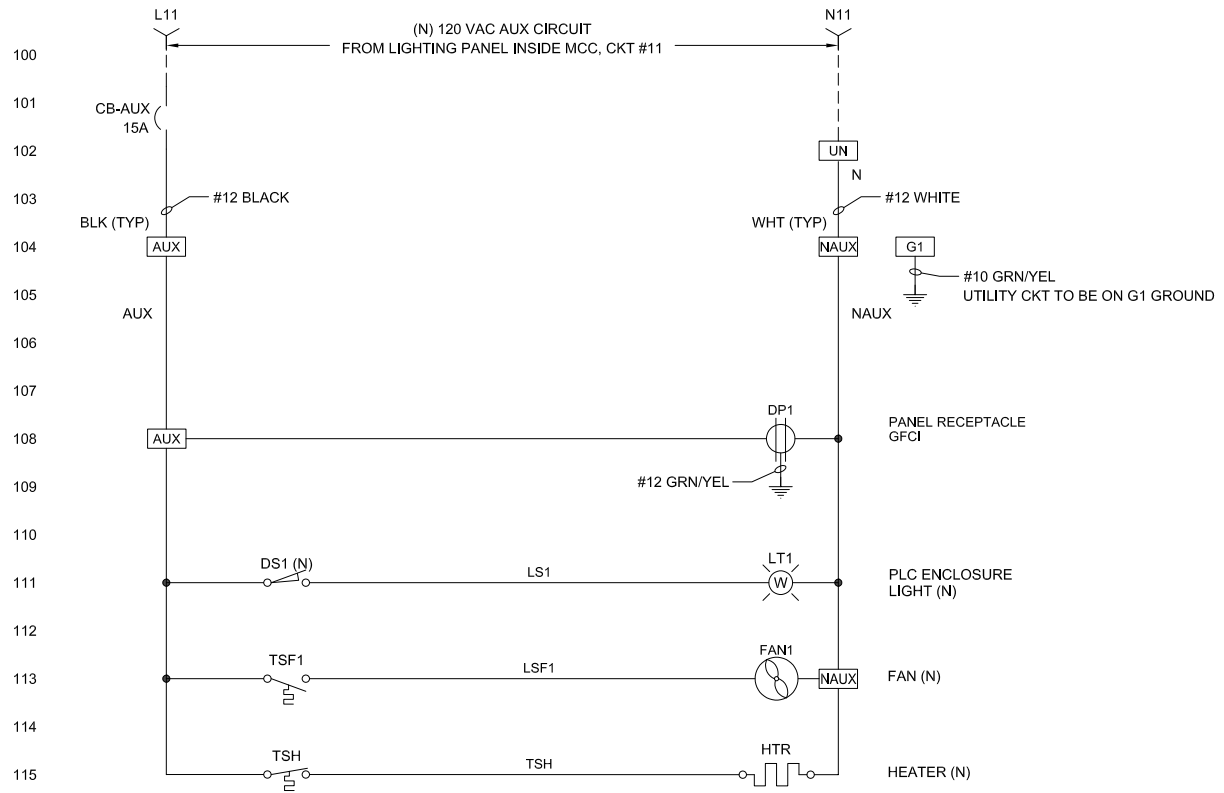 L11
N11
(N) 120 VAC AUX CIRCUIT
FROM LIGHTING PANEL INSIDE MCC, CKT #11
100
101
CB-AUX
15A
102
UN
N
103
#12 BLACK
#12 WHITE
BLK (TYP)
WHT (TYP)
104
AUX
NAUX
G1
#10 GRN/YEL
UTILITY CKT TO BE ON G1 GROUND
105
AUX
NAUX
106
107
DP1
PANEL RECEPTACLE
GFCI
108
AUX
#12 GRN/YEL
109
110
DS1 (N)
LS1
LT1
111
W
PLC ENCLOSURE
LIGHT (N)
112
TSF1
LSF1
FAN1
113
NAUX
FAN (N)
114
TSH
TSH
HTR
115
HEATER (N)